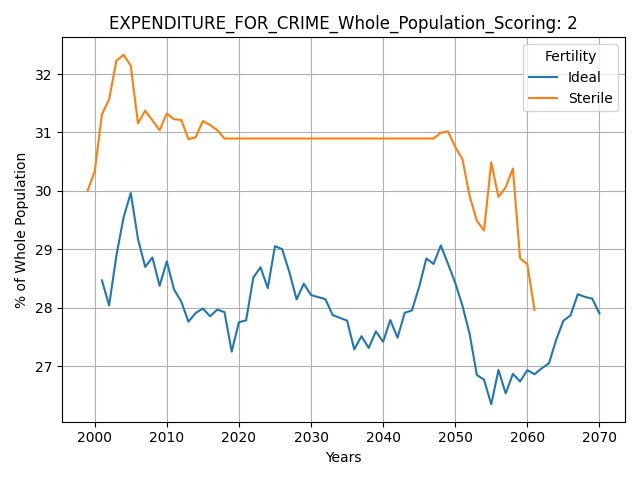 EXPENDITURE_FOR_CRIME_Whole_Population_Scoring: 2
Fertility
Ideal
Sterile
% of Whole Population
32
31
30
29
28
27
2000 2010 2020 2030 2040 2050 2060 2070
Years